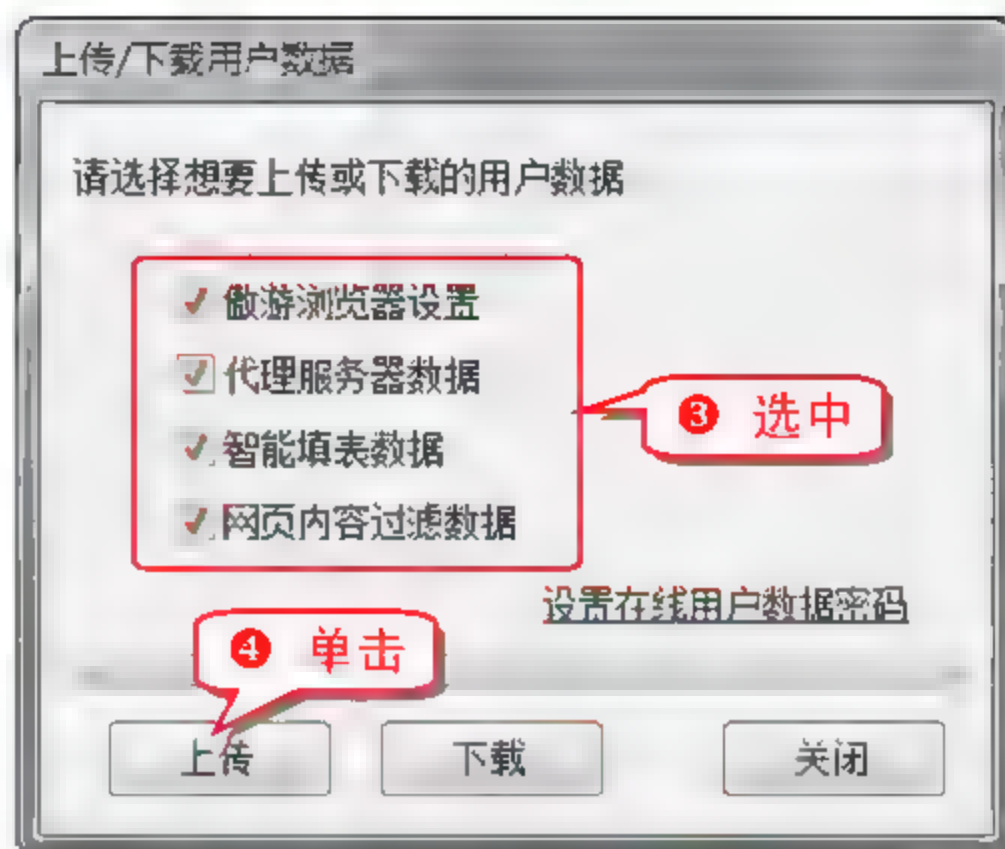 上传/下载用户数据
请选择想要上传或下载的用户数据
傲游浏览器设置
代理服务器数据
❸ 选中
智能填表数据
网页内容过滤数据
设置在线用户数据密码
❹ 单击
上传 下载 关闭